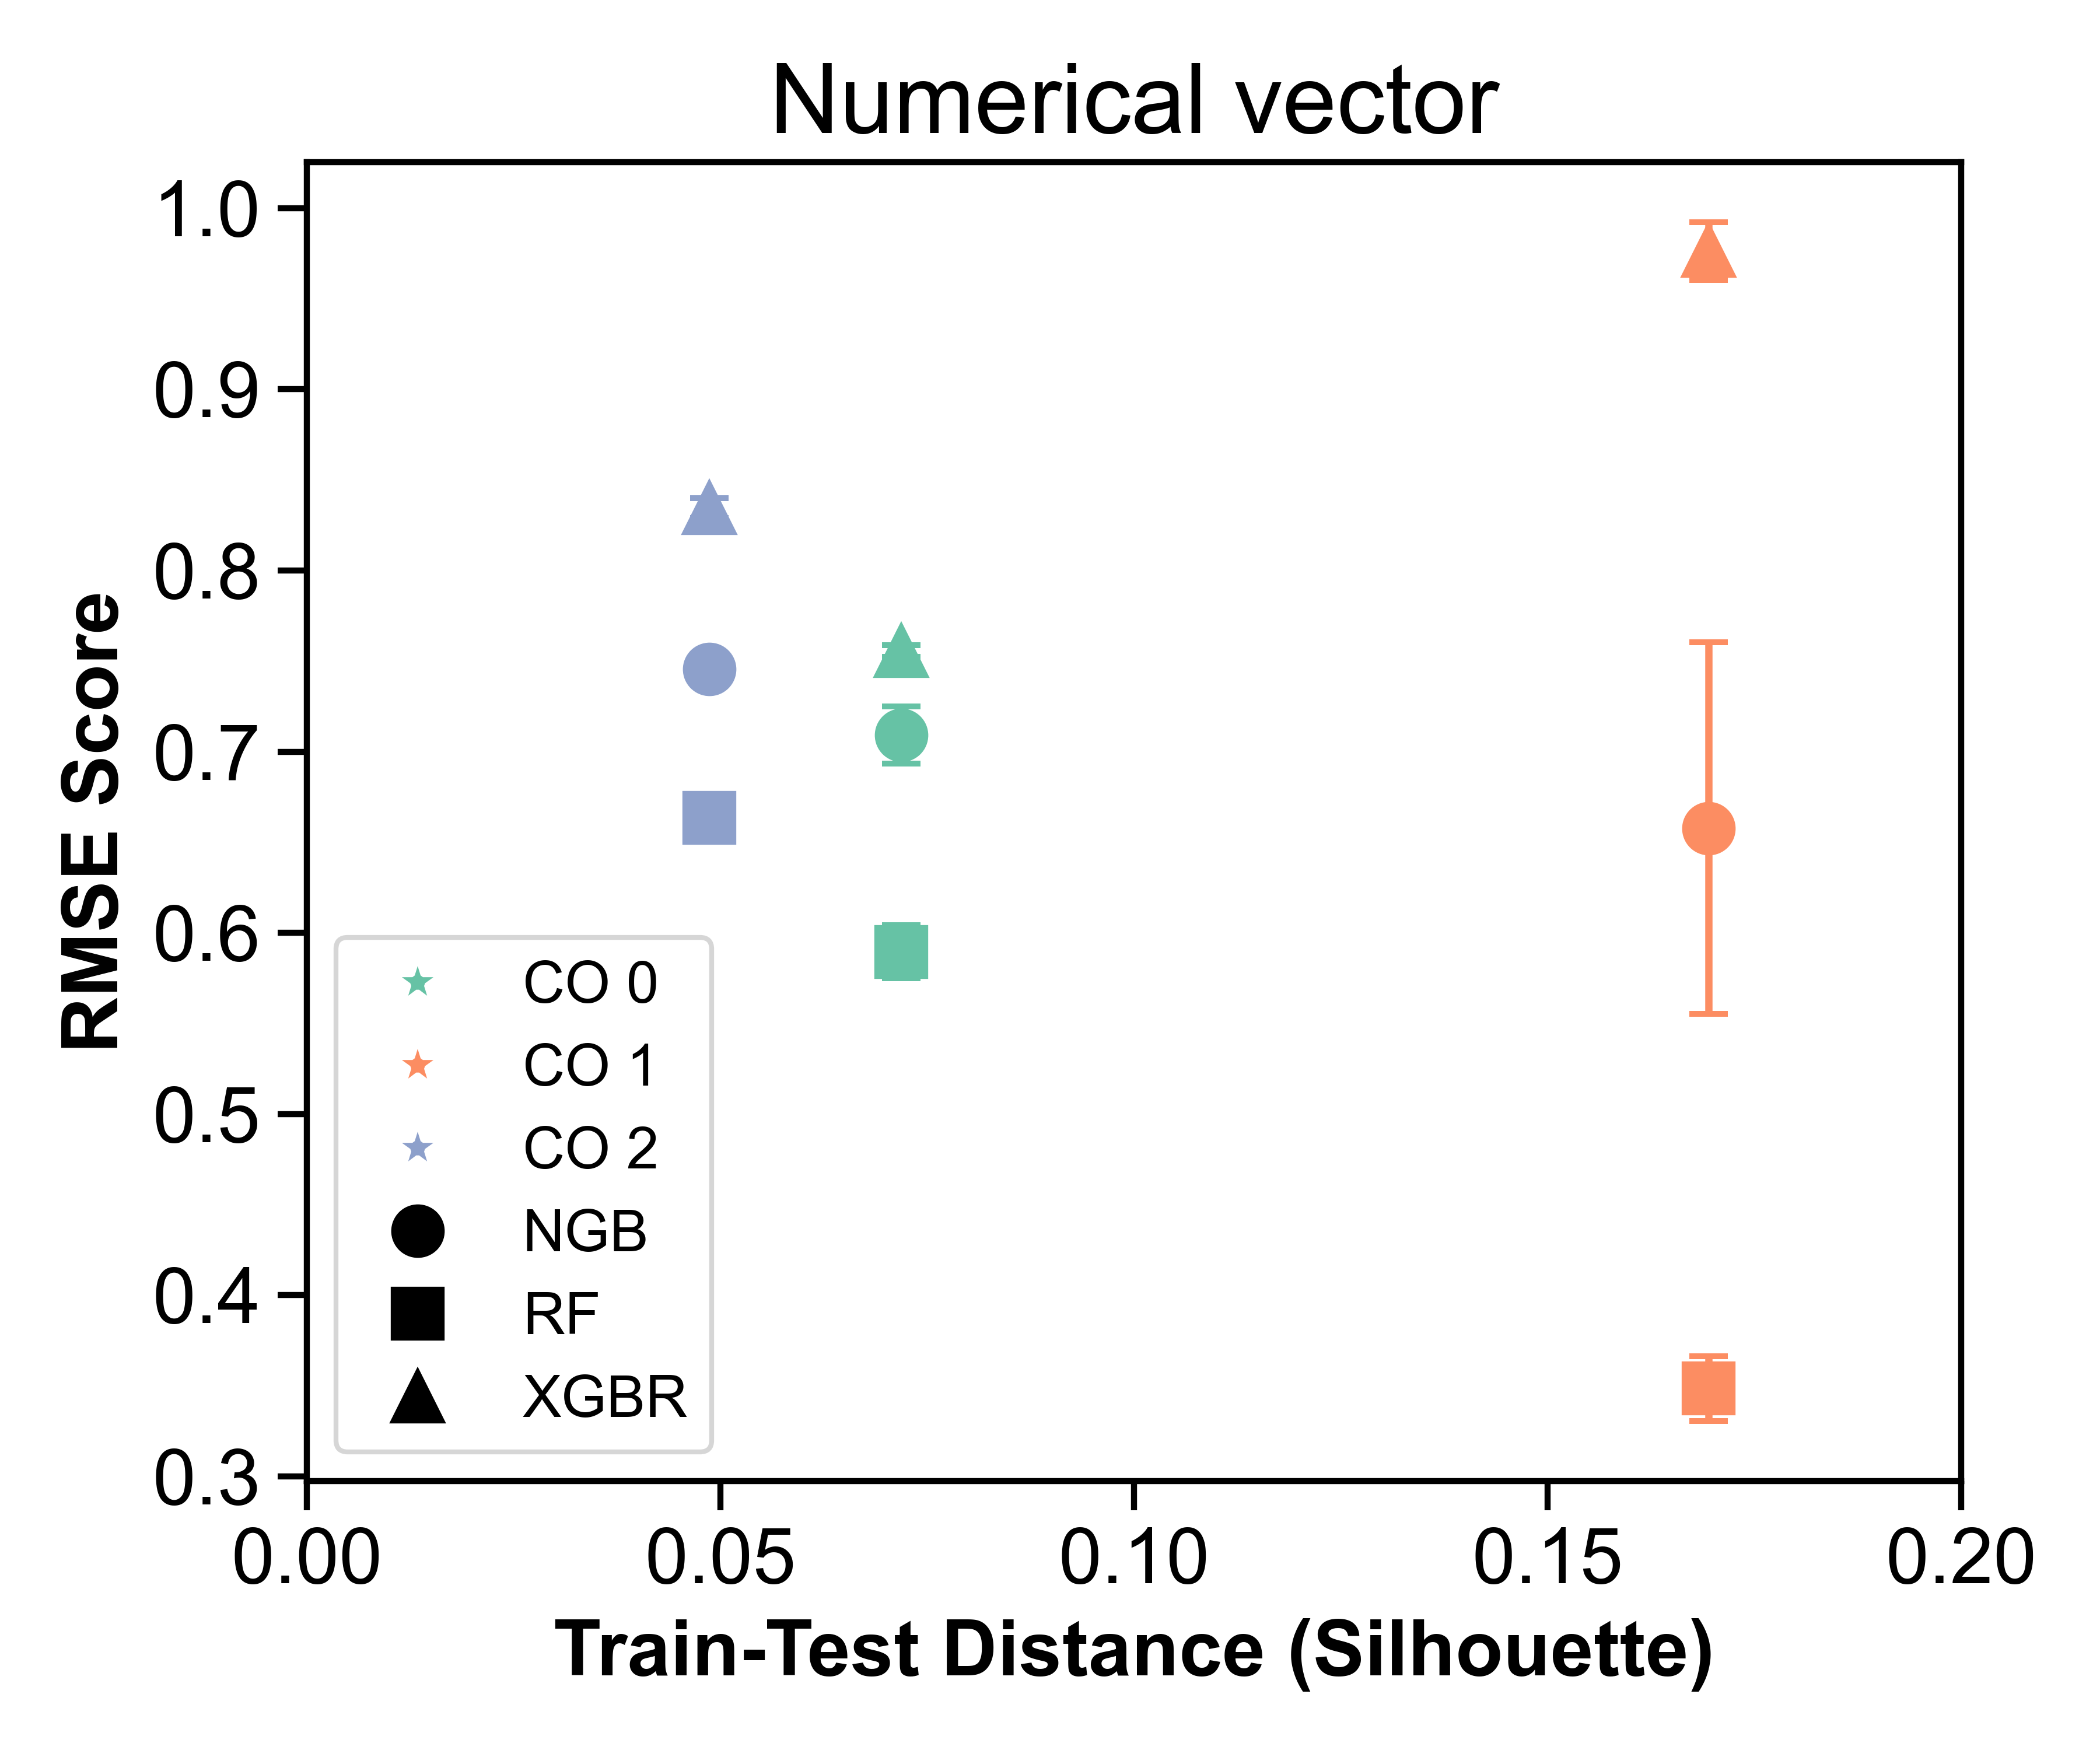 Numerical vector
1.0
0.9
0.8
0.7
0.6
0.5
0.4
0.3
RMSE Score
CO 0
CO 1
CO 2
NGB
RF
XGBR
0.00 0.05 0.10 0.15 0.20
Train-Test Distance (Silhouette)